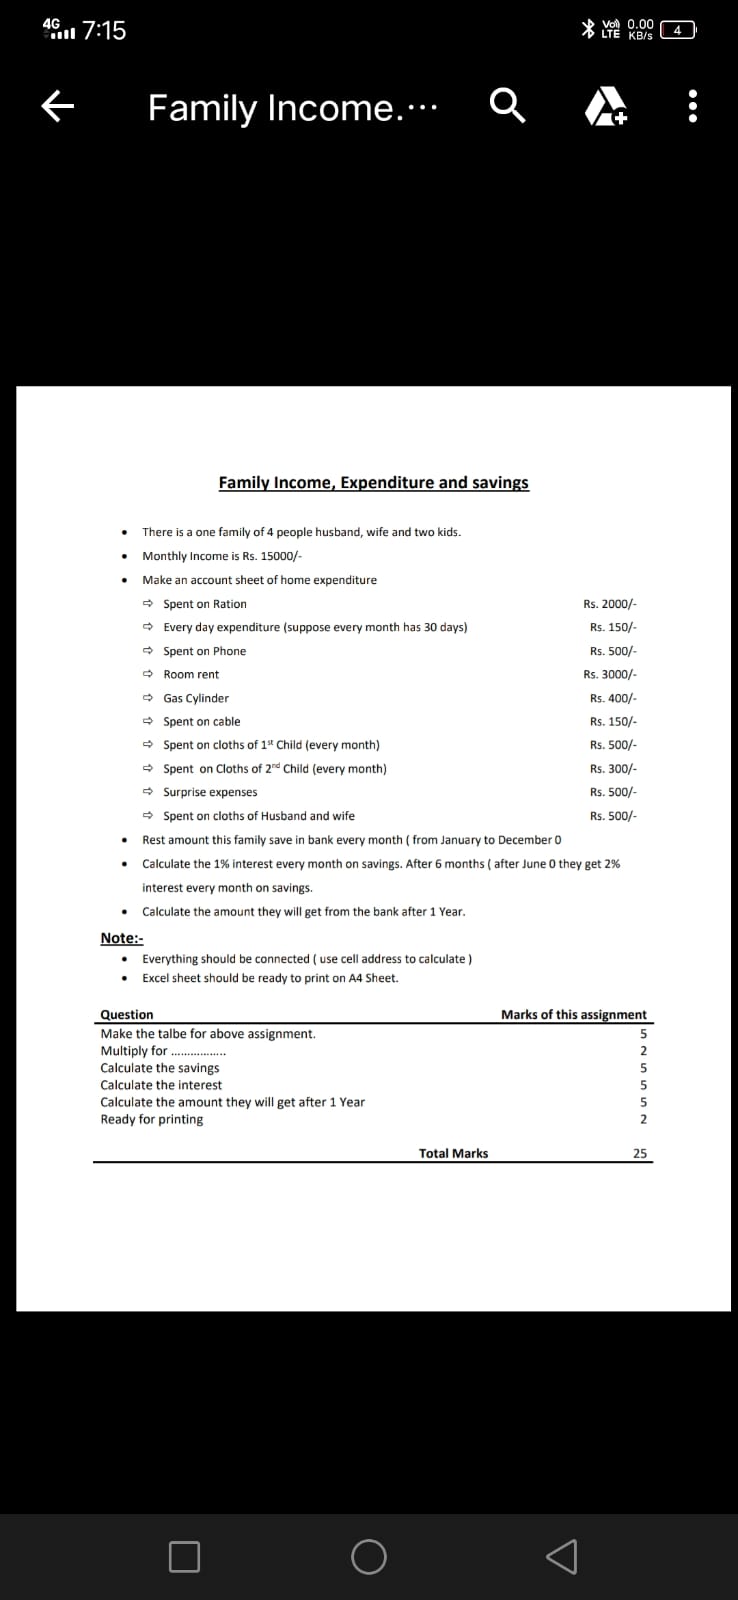 4G 7:15 Vo) LTE 0.00 KB/s 4
Family Income.…
Family Income, Expenditure and savings
• There is a one family of 4 people husband, wife and two kids.
• Monthly Income is Rs. 15000/-
• Make an account sheet of home expenditure
⇨ Spent on Ration Rs. 2000/-
⇨ Every day expenditure (suppose every month has 30 days) Rs. 150/-
⇨ Spent on Phone Rs. 500/-
⇨ Room rent Rs. 3000/-
⇨ Gas Cylinder Rs. 400/-
⇨ Spent on cable Rs. 150/-
⇨ Spent on cloths of 1st Child (every month) Rs. 500/-
⇨ Spent on Cloths of 2nd Child (every month) Rs. 300/-
⇨ Surprise expenses Rs. 500/-
⇨ Spent on cloths of Husband and wife Rs. 500/-
• Rest amount this family save in bank every month ( from January to December 0
• Calculate the 1% interest every month on savings. After 6 months ( after June 0 they get 2%
interest every month on savings.
• Calculate the amount they will get from the bank after 1 Year.
Note:-
• Everything should be connected ( use cell address to calculate )
• Excel sheet should be ready to print on A4 Sheet.
Question Marks of this assignment
Make the talbe for above assignment. 5
Multiply for ................ 2
Calculate the savings 5
Calculate the interest 5
Calculate the amount they will get after 1 Year 5
Ready for printing 2
Total Marks 25